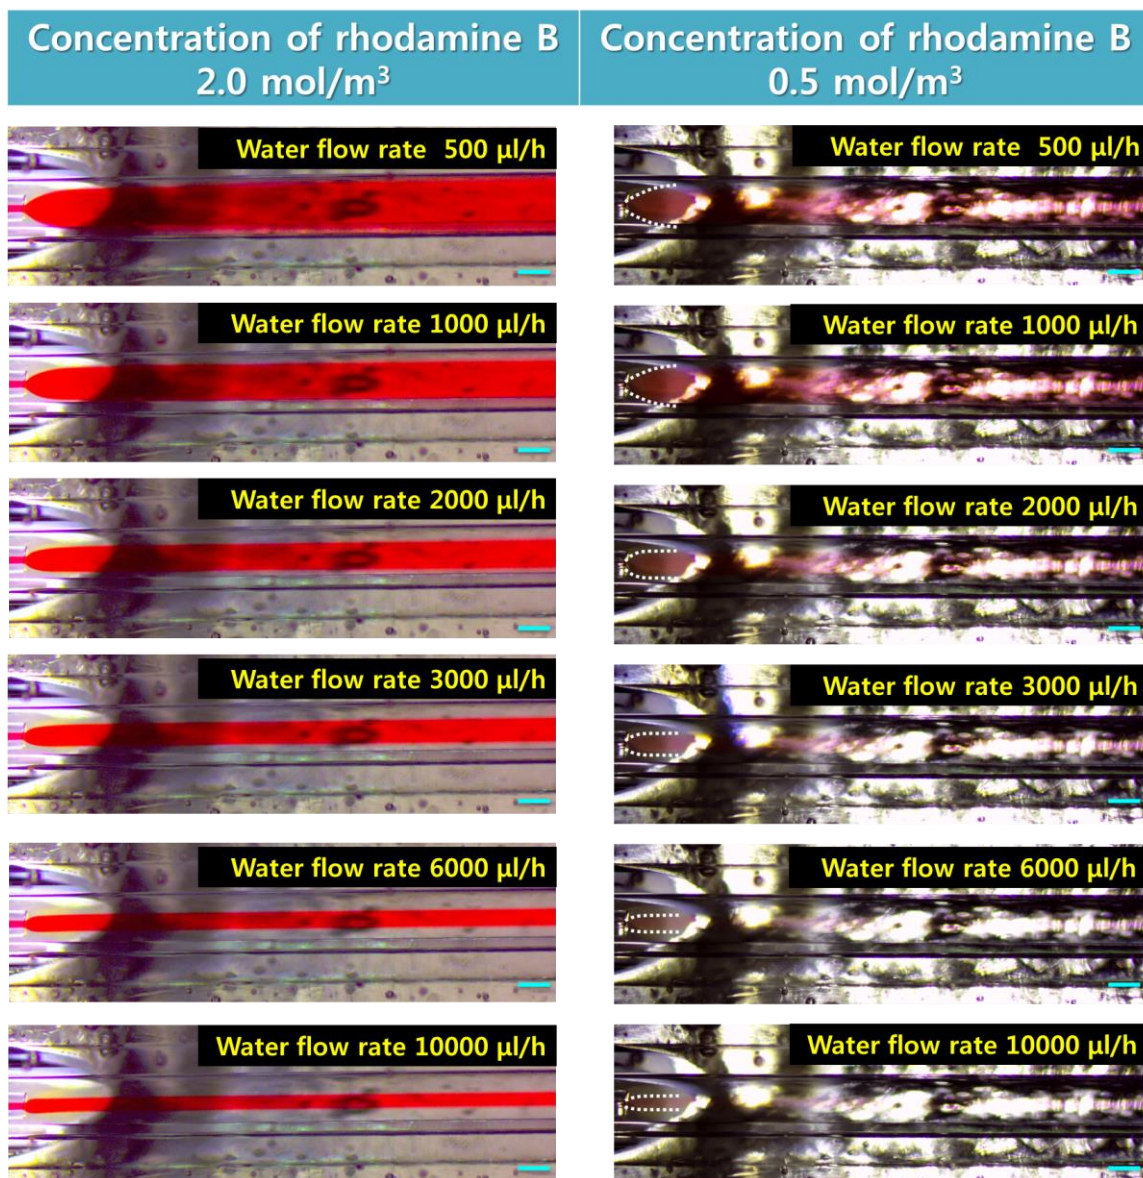 Concentration of rhodamine B
2.0 mol/m³
Concentration of rhodamine B
0.5 mol/m³
Water flow rate 500 µl/h
Water flow rate 500 µl/h
Water flow rate 1000 µl/h
Water flow rate 1000 µl/h
Water flow rate 2000 µl/h
Water flow rate 2000 µl/h
Water flow rate 3000 µl/h
Water flow rate 3000 µl/h
Water flow rate 6000 µl/h
Water flow rate 6000 µl/h
Water flow rate 10000 µl/h
Water flow rate 10000 µl/h